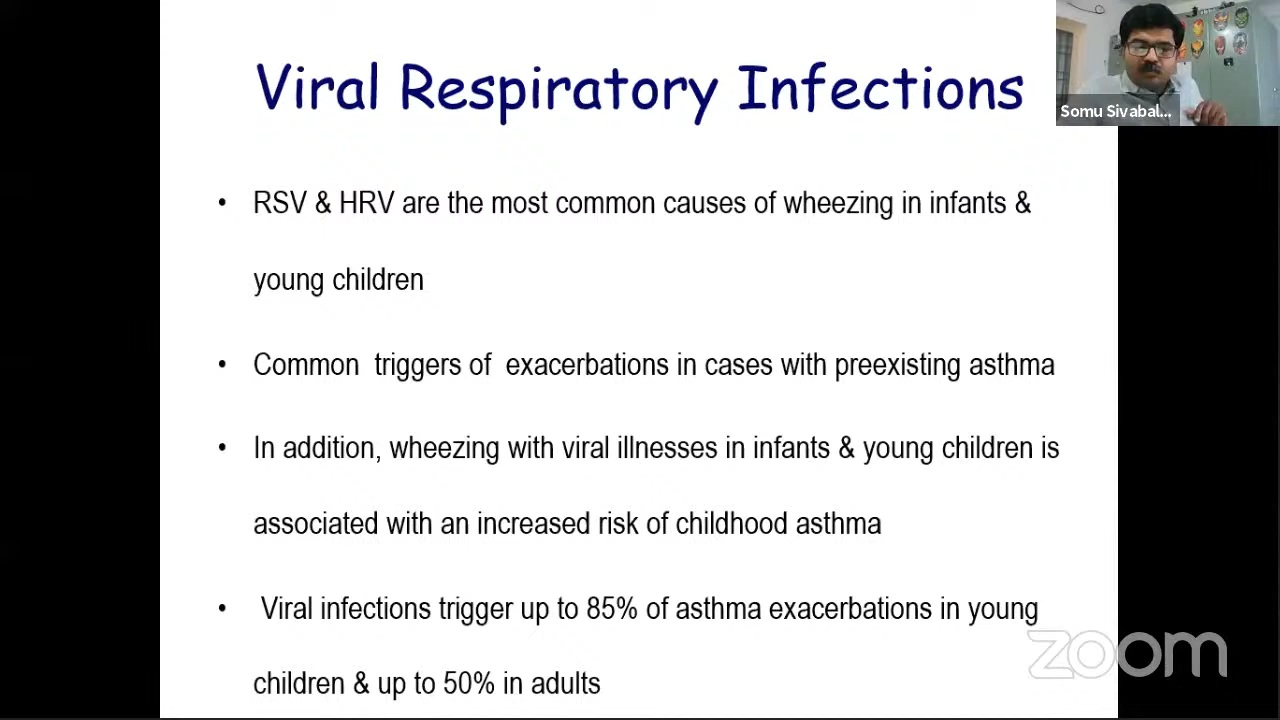 Viral Respiratory Infections
Somu Sivabal...
• RSV & HRV are the most common causes of wheezing in infants &
young children
• Common triggers of exacerbations in cases with preexisting asthma
• In addition, wheezing with viral illnesses in infants & young children is
associated with an increased risk of childhood asthma
• Viral infections trigger up to 85% of asthma exacerbations in young
children & up to 50% in adults
zoom